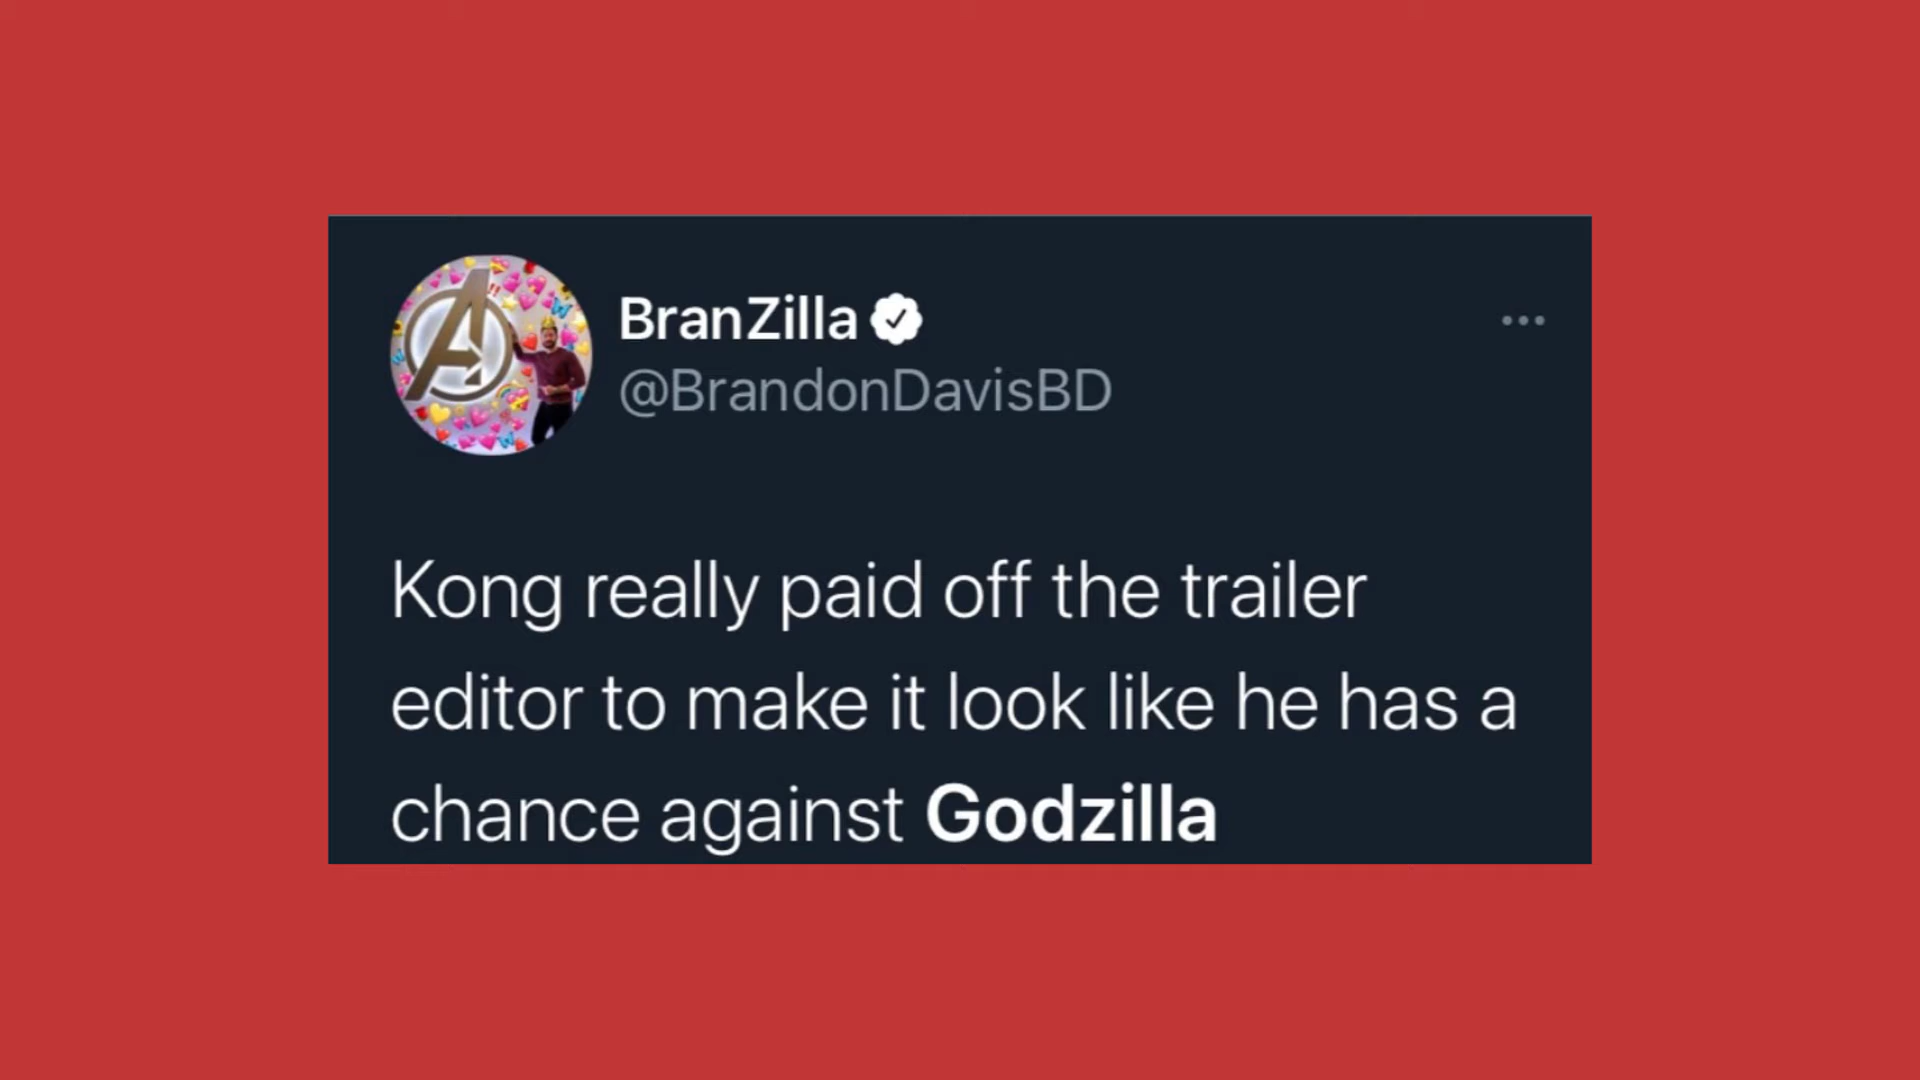 BranZilla
@BrandonDavisBD
Kong really paid off the trailer
editor to make it look like he has a
chance against Godzilla